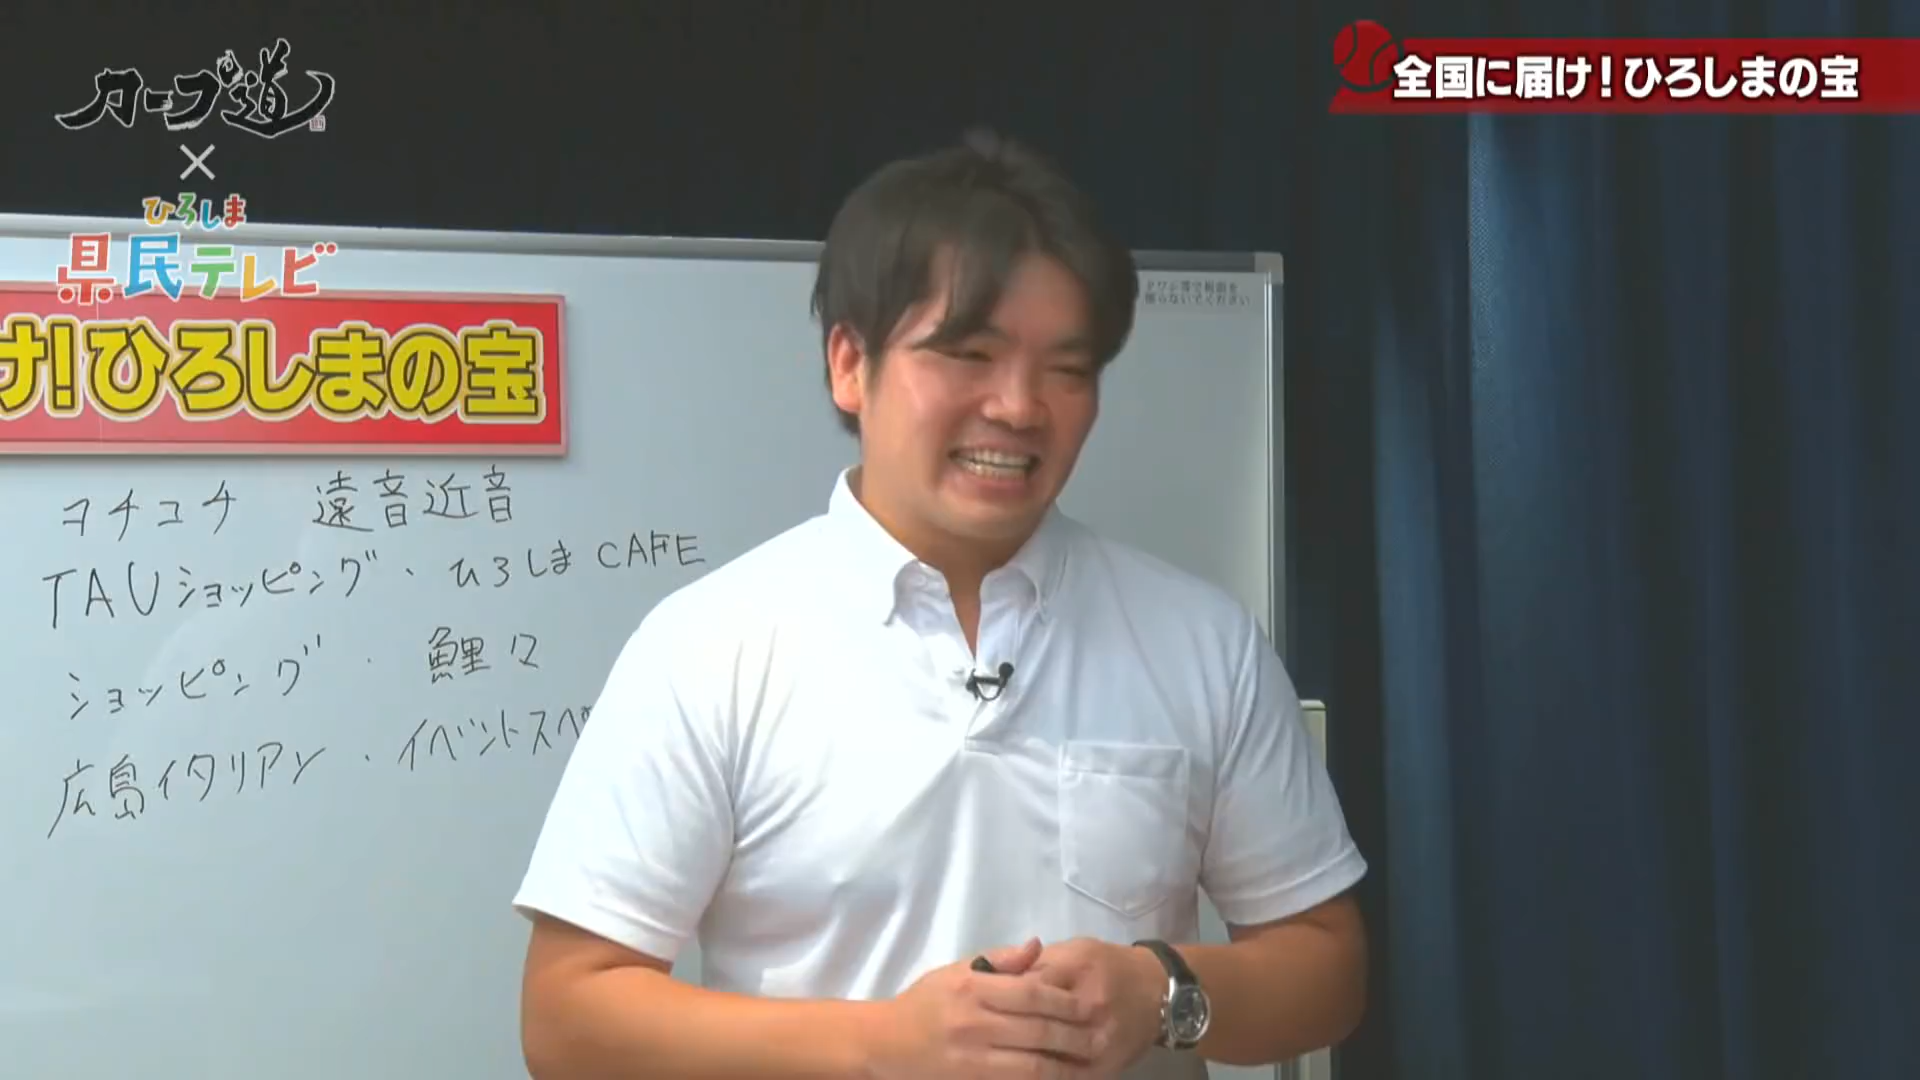 カープ道
×
ひろしま
県民テレビ
全国に届け!ひろしまの宝
け!ひろしまの宝
ヲチコチ 遠音近音
TAUショッピング・ひろしまCAFE
ショッピング・鯉々
広島イタリアン・イベントスペ